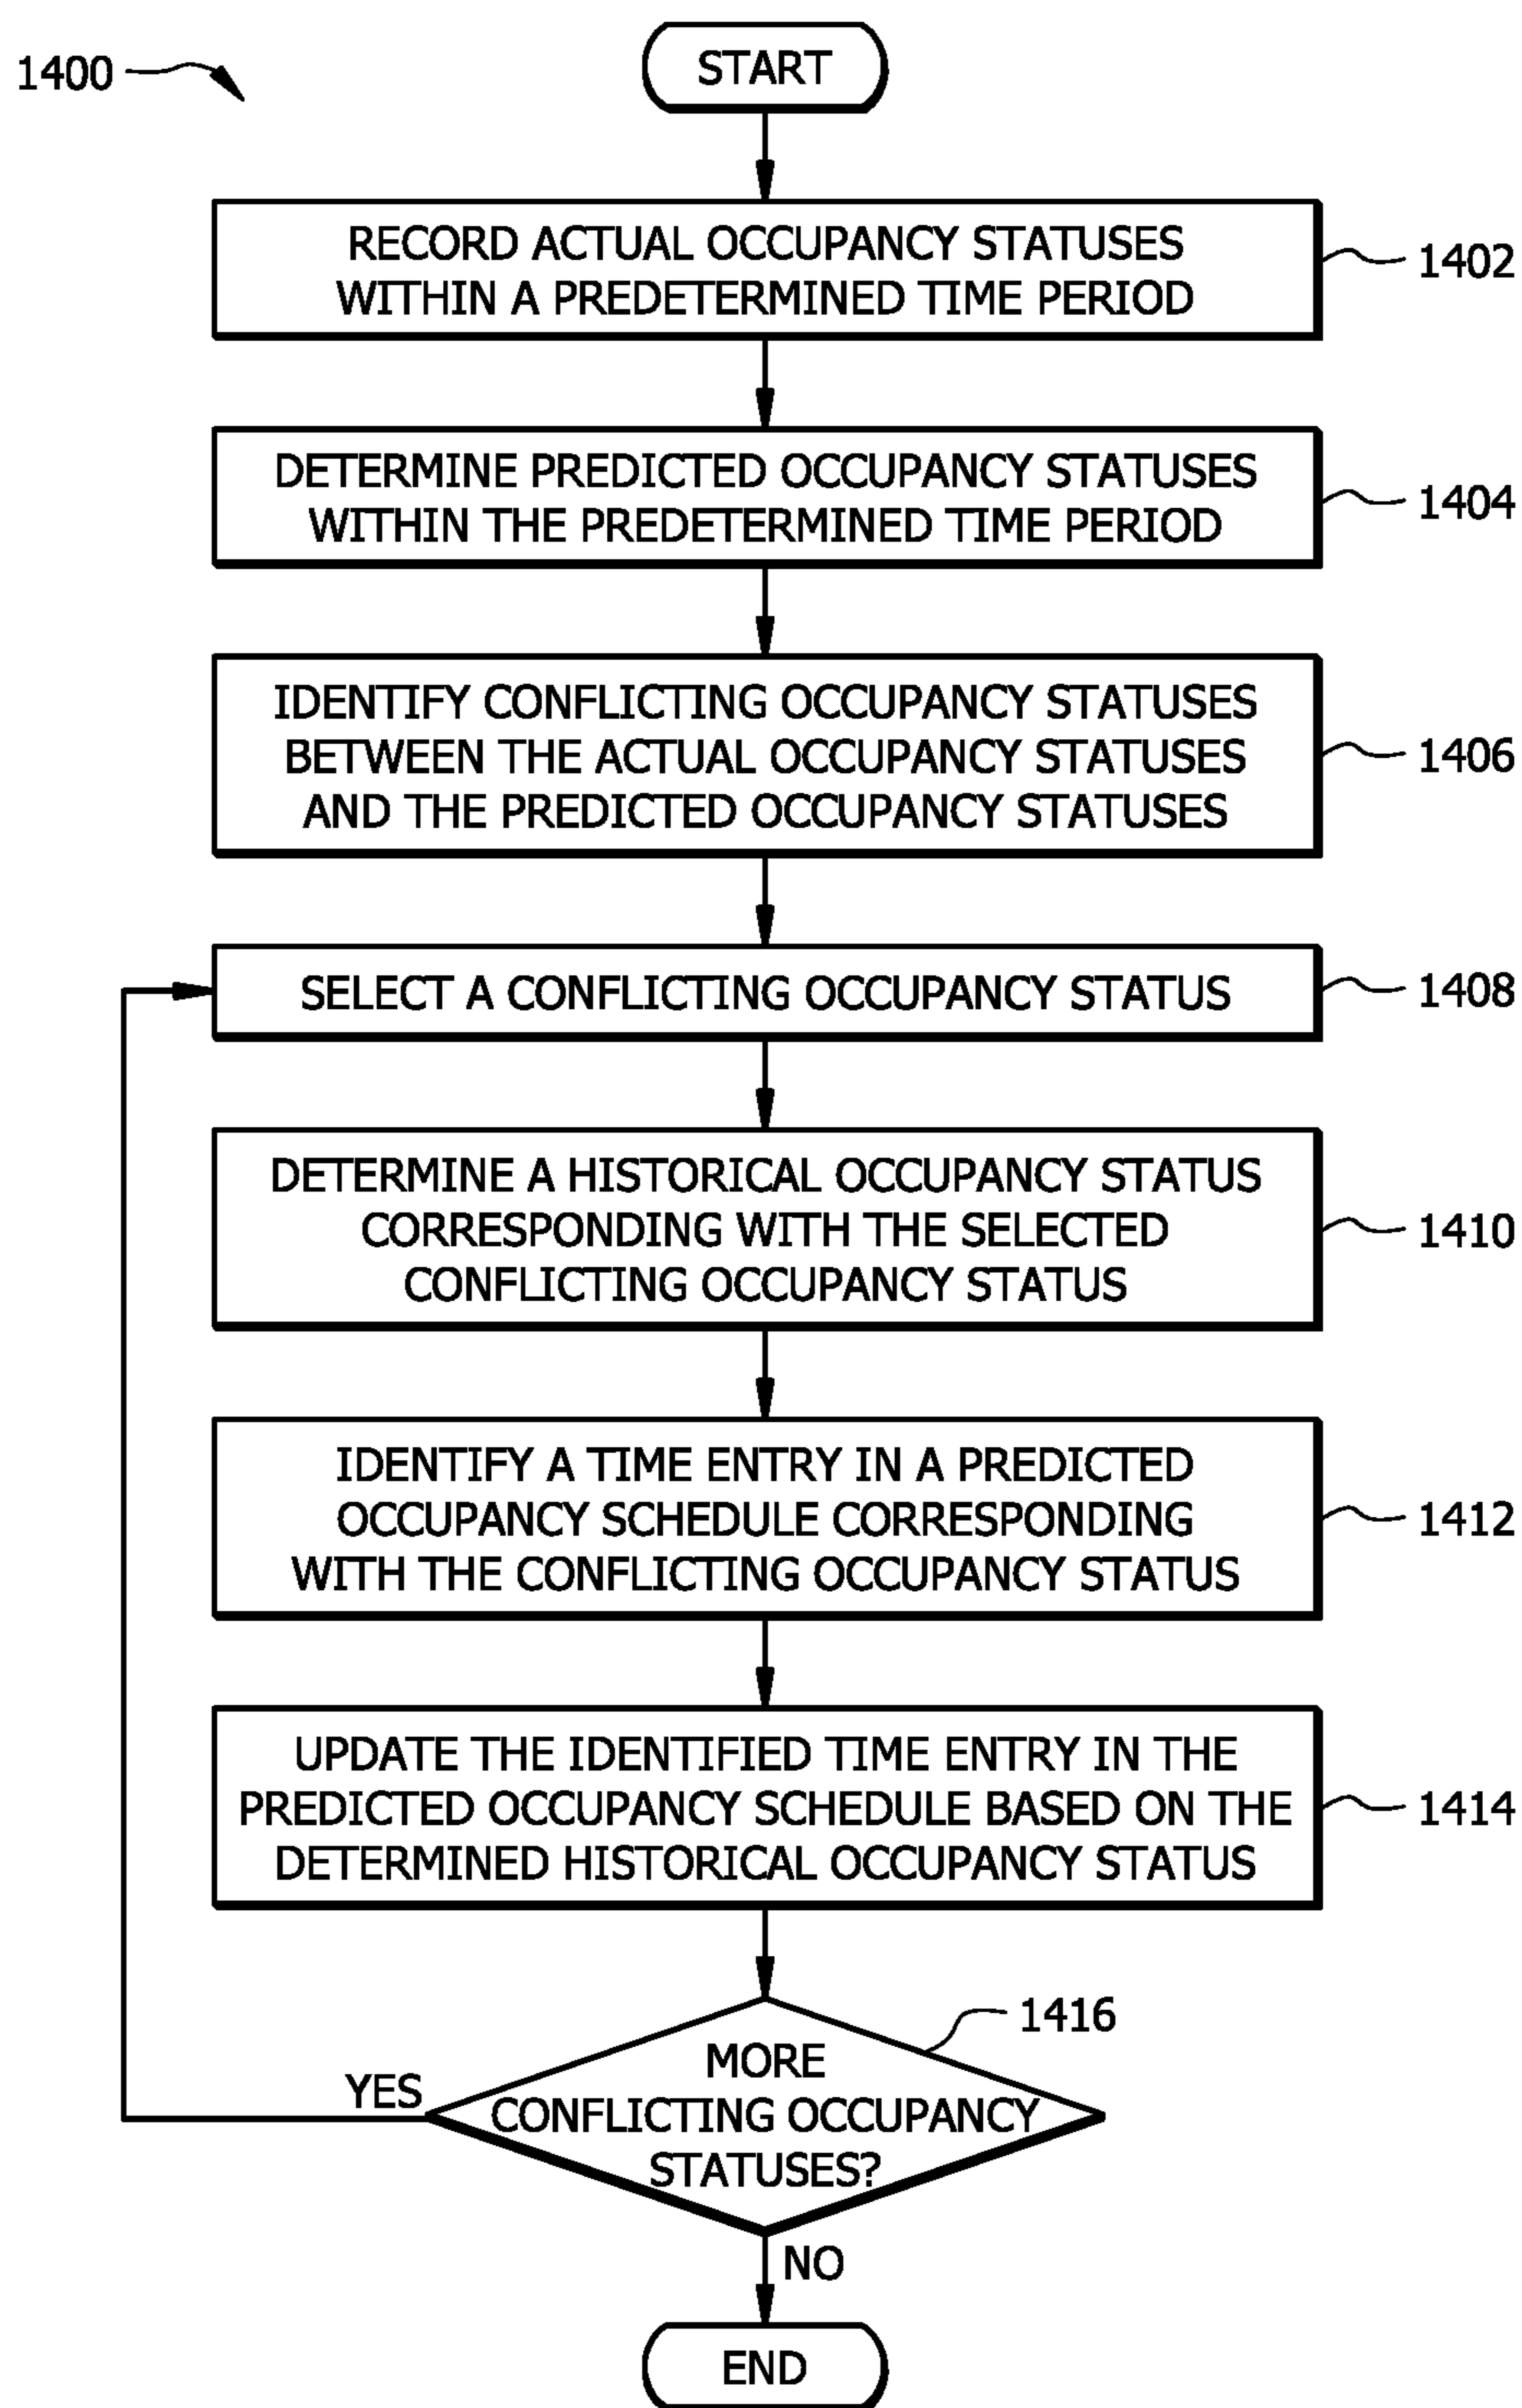 1400
START
RECORD ACTUAL OCCUPANCY STATUSES
WITHIN A PREDETERMINED TIME PERIOD
1402
DETERMINE PREDICTED OCCUPANCY STATUSES
WITHIN THE PREDETERMINED TIME PERIOD
1404
IDENTIFY CONFLICTING OCCUPANCY STATUSES
BETWEEN THE ACTUAL OCCUPANCY STATUSES
AND THE PREDICTED OCCUPANCY STATUSES
1406
SELECT A CONFLICTING OCCUPANCY STATUS
1408
DETERMINE A HISTORICAL OCCUPANCY STATUS
CORRESPONDING WITH THE SELECTED
CONFLICTING OCCUPANCY STATUS
1410
IDENTIFY A TIME ENTRY IN A PREDICTED
OCCUPANCY SCHEDULE CORRESPONDING
WITH THE CONFLICTING OCCUPANCY STATUS
1412
UPDATE THE IDENTIFIED TIME ENTRY IN THE
PREDICTED OCCUPANCY SCHEDULE BASED ON THE
DETERMINED HISTORICAL OCCUPANCY STATUS
1414
1416
MORE
CONFLICTING OCCUPANCY
STATUSES?
YES
NO
END